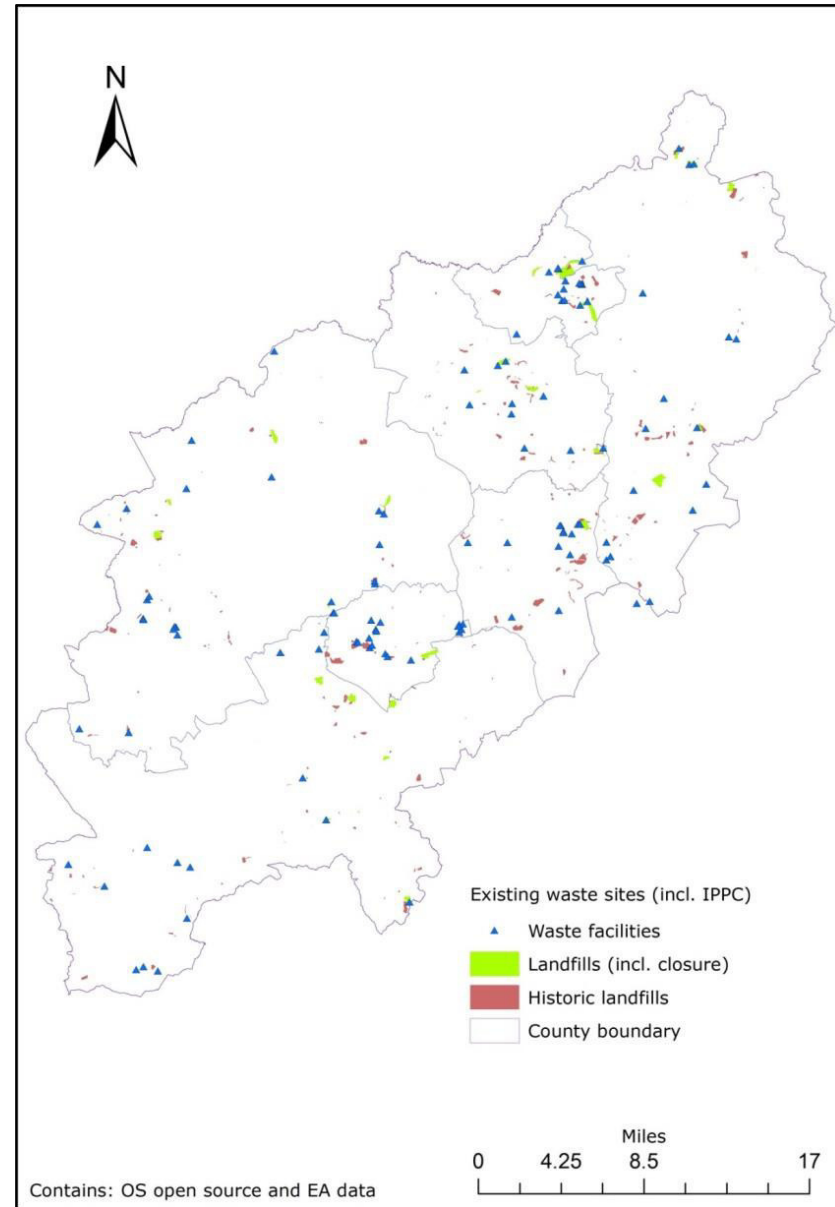 N
Existing waste sites (incl. IPPC)
Waste facilities
Landfills (incl. closure)
Historic landfills
County boundary
Miles
0 4.25 8.5 17
Contains: OS open source and EA data